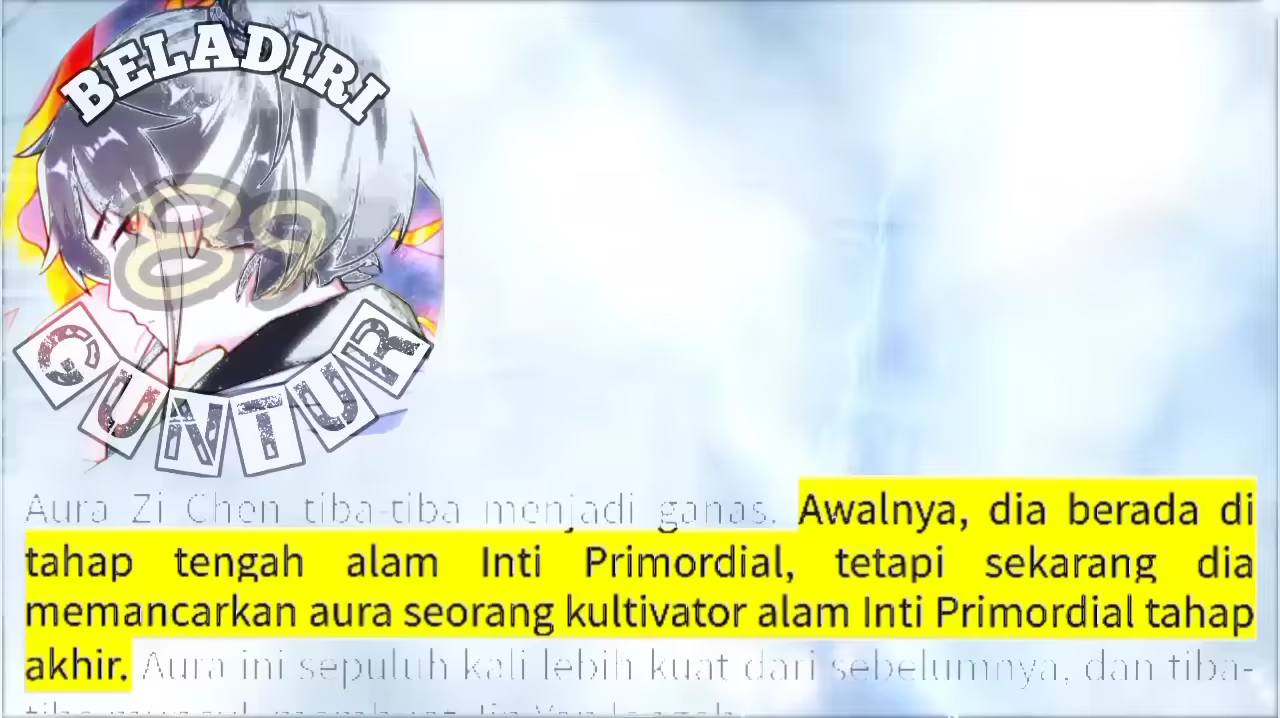 BELADIRI
89
GUNTUR
Aura Zi Chen tiba-tiba menjadi ganas. Awalnya, dia berada di
tahap tengah alam Inti Primordial, tetapi sekarang dia
memancarkan aura seorang kultivator alam Inti Primordial tahap
akhir. Aura ini sepuluh kali lebih kuat dari sebelumnya, dan tiba-